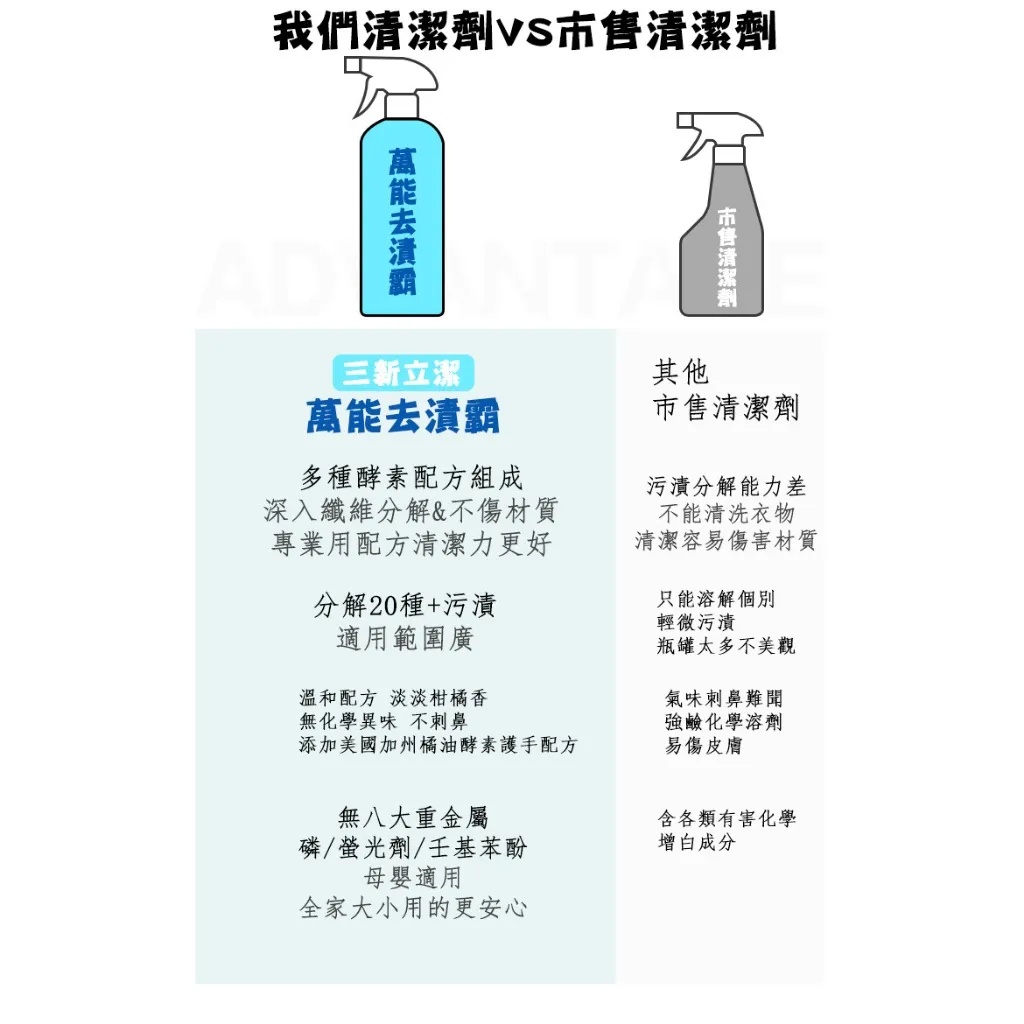 我們清潔劑VS市售清潔劑
萬能去漬霸
市售清潔劑
ADVANTAGE
三新立潔
萬能去漬霸
多種酵素配方組成
深入纖維分解&不傷材質
專業用配方清潔力更好
分解20種+污漬
適用範圍廣
溫和配方 淡淡柑橘香
無化學異味 不刺鼻
添加美國加州橘油酵素護手配方
無八大重金屬
磷/螢光劑/壬基苯酚
母嬰適用
全家大小用的更安心
其他
市售清潔劑
污漬分解能力差
不能清洗衣物
清潔容易傷害材質
只能溶解個別
輕微污漬
瓶罐太多不美觀
氣味刺鼻難聞
強鹼化學溶劑
易傷皮膚
含各類有害化學
增白成分